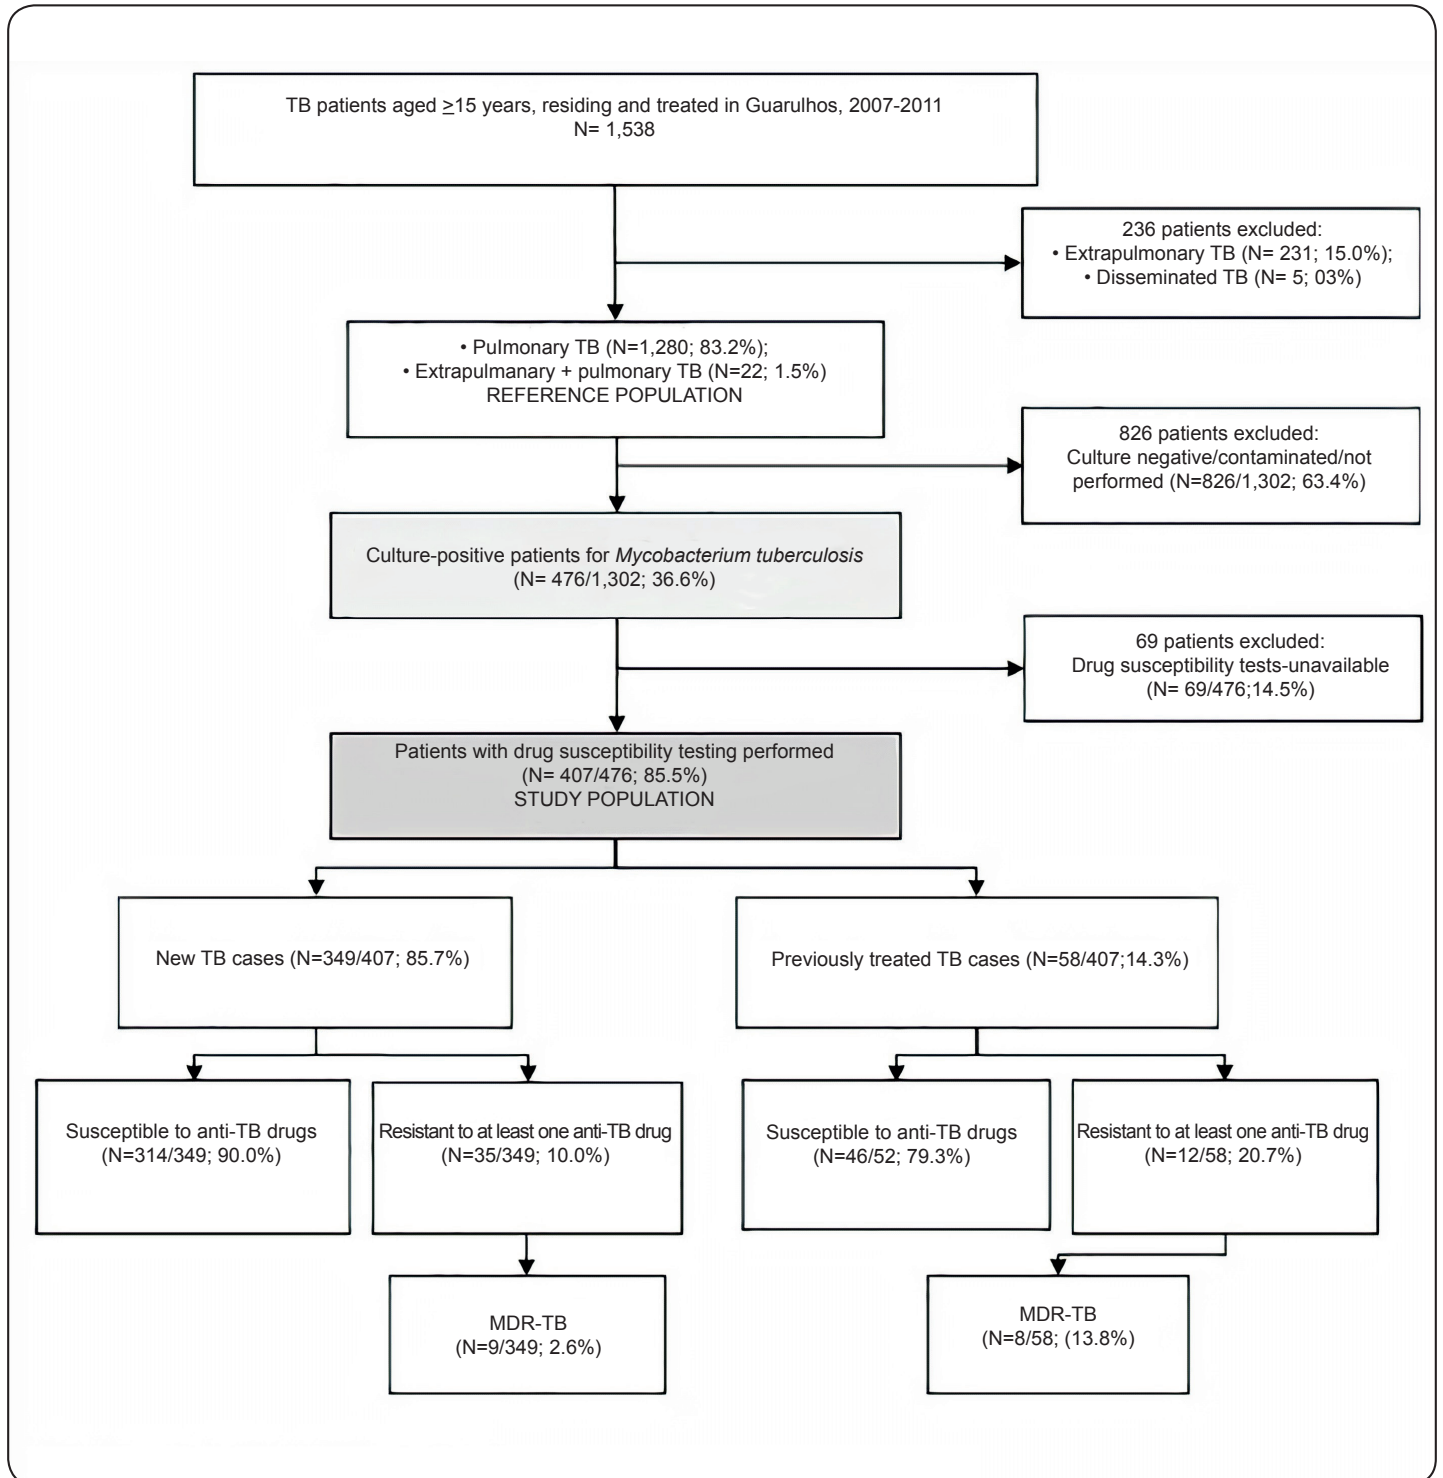 TB patients aged ≥15 years, residing and treated in Guarulhos, 2007-2011
N= 1,538
236 patients excluded:
• Extrapulmonary TB (N= 231; 15.0%);
• Disseminated TB (N= 5; 03%)
• Pulmonary TB (N=1,280; 83.2%);
• Extrapulmanary + pulmonary TB (N=22; 1.5%)
REFERENCE POPULATION
826 patients excluded:
Culture negative/contaminated/not
performed (N=826/1,302; 63.4%)
Culture-positive patients for Mycobacterium tuberculosis
(N= 476/1,302; 36.6%)
69 patients excluded:
Drug susceptibility tests-unavailable
(N= 69/476;14.5%)
Patients with drug susceptibility testing performed
(N= 407/476; 85.5%)
STUDY POPULATION
New TB cases (N=349/407; 85.7%)
Previously treated TB cases (N=58/407;14.3%)
Susceptible to anti-TB drugs
(N=314/349; 90.0%)
Resistant to at least one anti-TB drug
(N=35/349; 10.0%)
Susceptible to anti-TB drugs
(N=46/52; 79.3%)
Resistant to at least one anti-TB drug
(N=12/58; 20.7%)
MDR-TB
(N=9/349; 2.6%)
MDR-TB
(N=8/58; (13.8%)